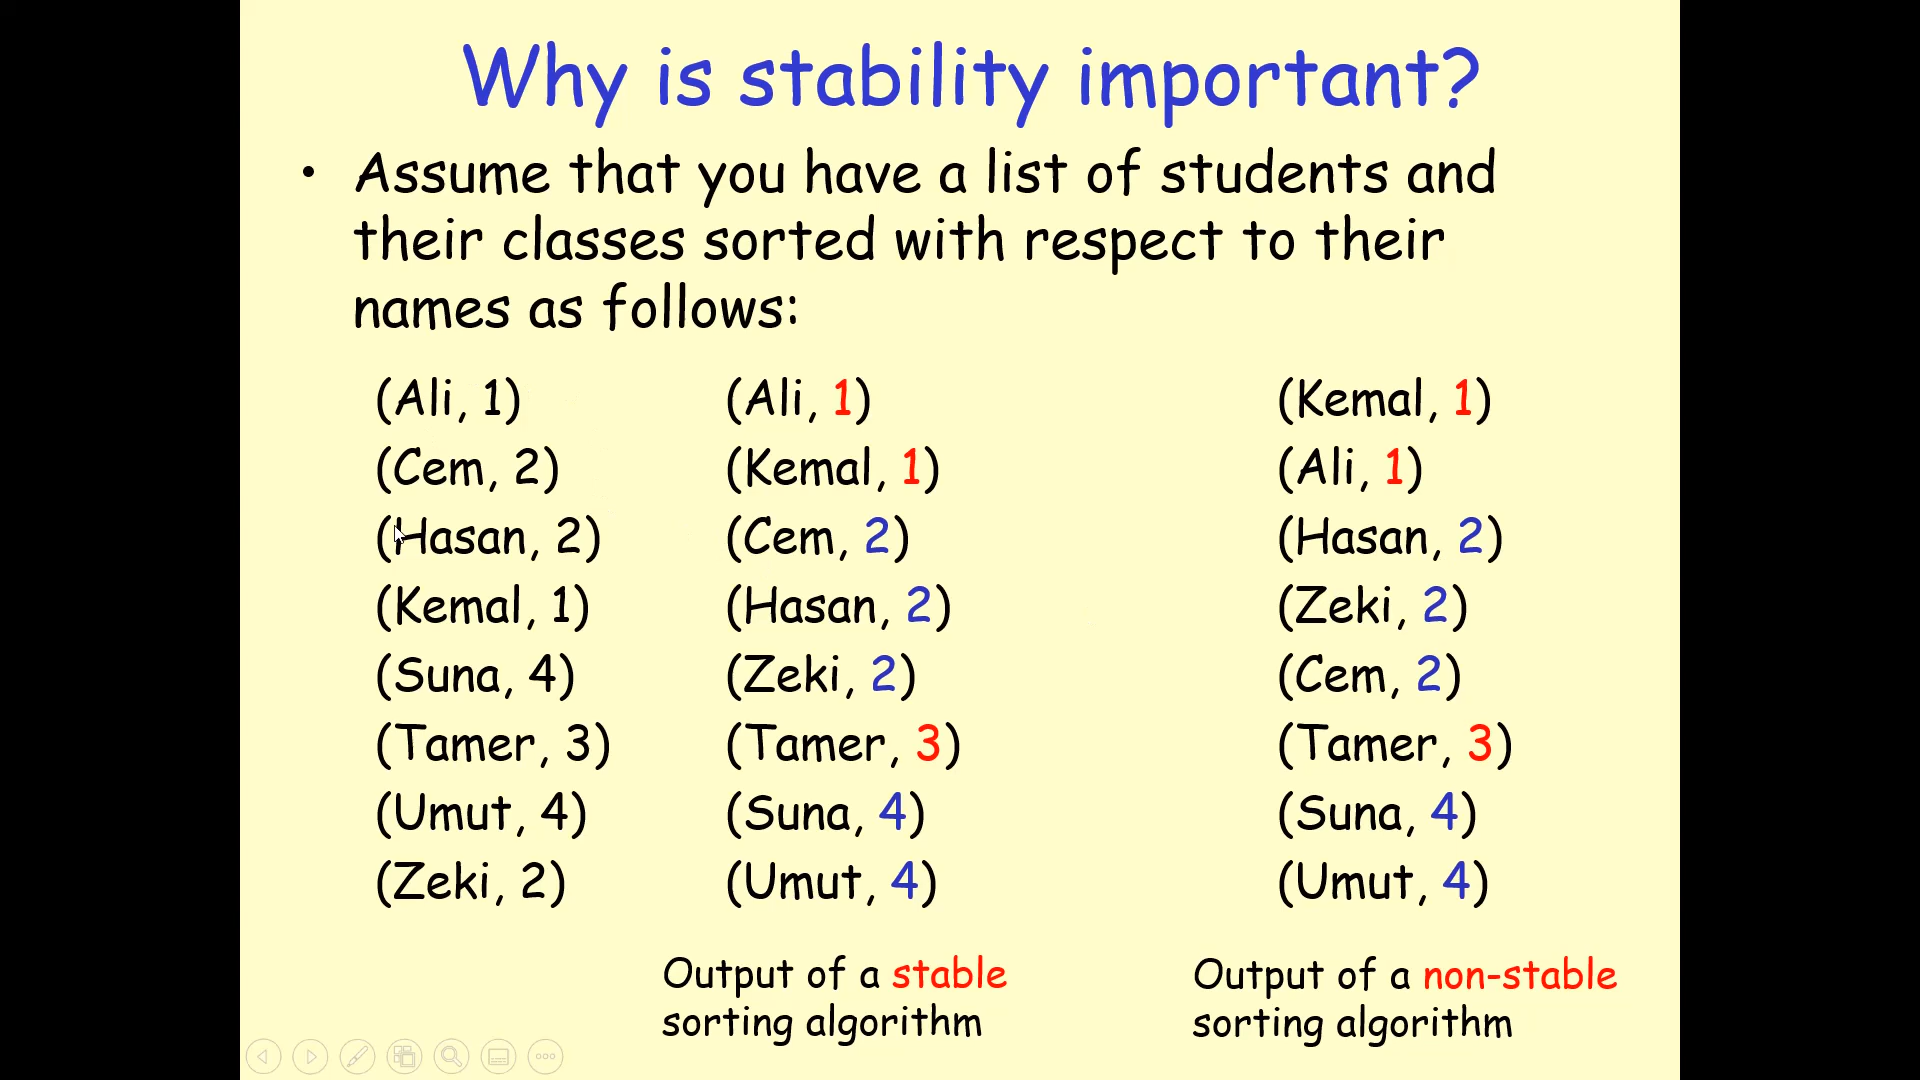 Why is stability important?
• Assume that you have a list of students and
their classes sorted with respect to their
names as follows:
(Ali, 1)
(Cem, 2)
(Hasan, 2)
(Kemal, 1)
(Suna, 4)
(Tamer, 3)
(Umut, 4)
(Zeki, 2)
(Ali, 1)
(Kemal, 1)
(Cem, 2)
(Hasan, 2)
(Zeki, 2)
(Tamer, 3)
(Suna, 4)
(Umut, 4)
Output of a stable
sorting algorithm
(Kemal, 1)
(Ali, 1)
(Hasan, 2)
(Zeki, 2)
(Cem, 2)
(Tamer, 3)
(Suna, 4)
(Umut, 4)
Output of a non-stable
sorting algorithm